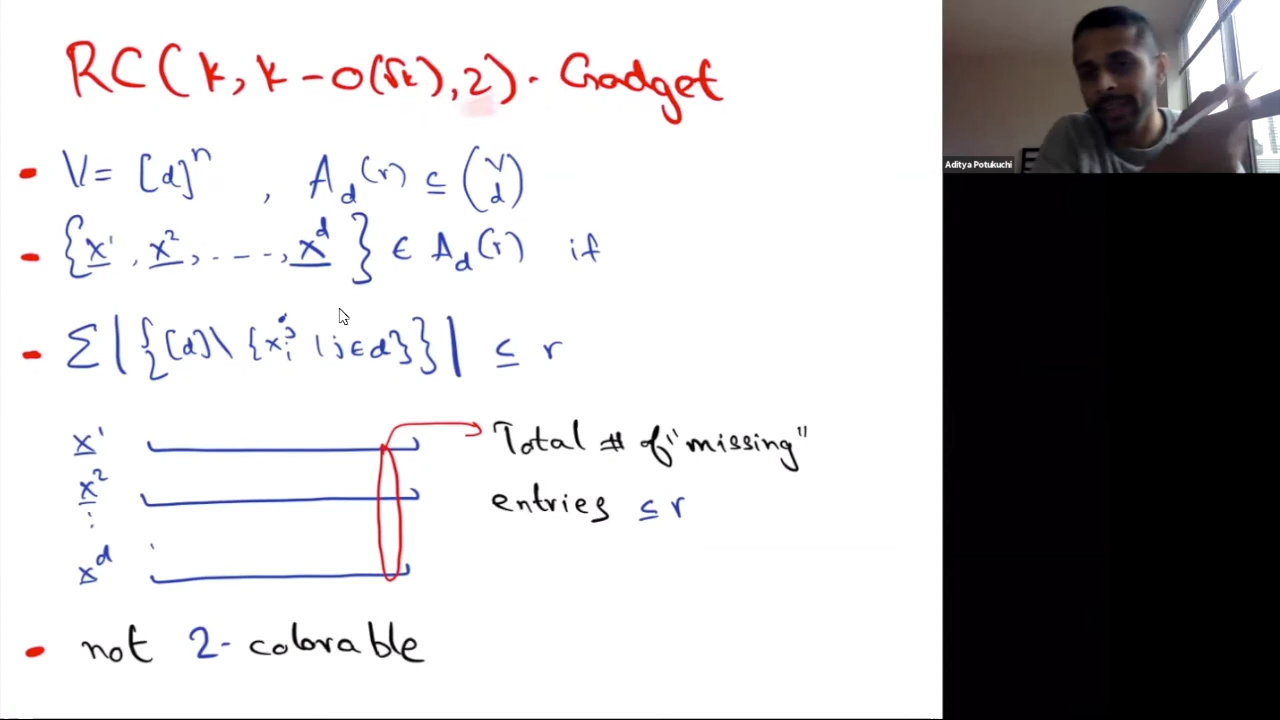 RC(k, k - O(√k), 2) - Gadget
V = [d]^n , A_d(r) ⊆ (V d)
{x^1, x^2, ..., x^d} ∈ A_d(r) if
Σ|{[d] \ {x_i^j | j ∈ d}}| ≤ r
x^1
x^2
⋮
x^d
Total # of "missing"
entries ≤ r
not 2-colorable
Aditya Potukuchi